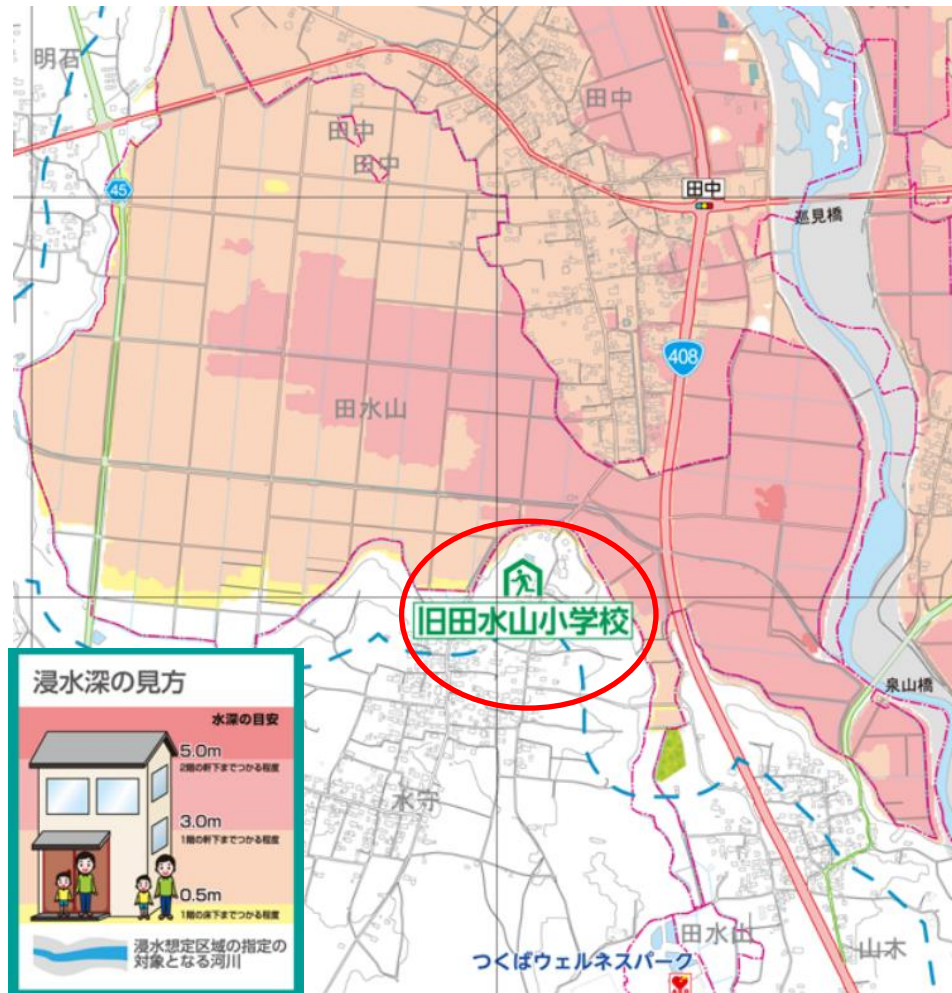 明石
田中
田中
田中
45
田中
巡見橋
408
田水山
旧田水山小学校
泉山橋
水守
田水山
つくばウェルネスパーク
山木
浸水深の見方
水深の目安
5.0m
2階の軒下までつかる程度
3.0m
1階の軒下までつかる程度
0.5m
1階の床下までつかる程度
浸水想定区域の指定の
対象となる河川